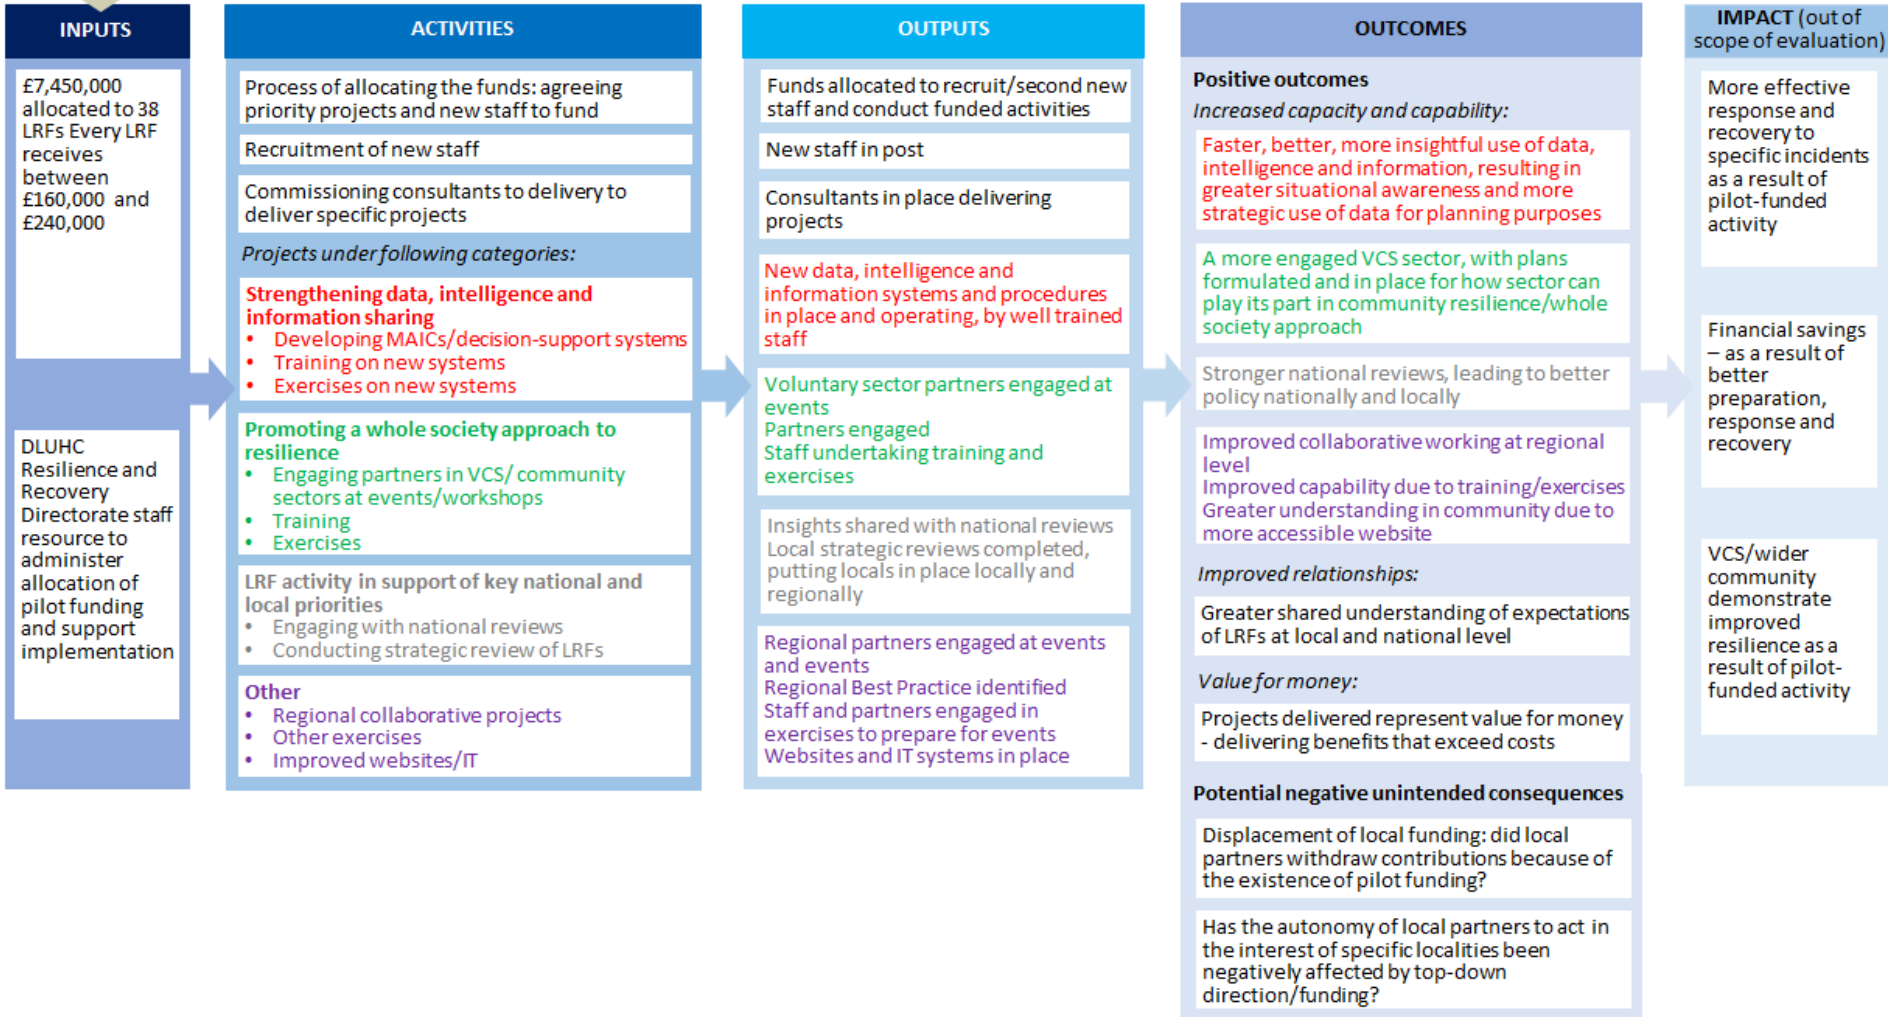 INPUTS
£7,450,000
allocated to 38
LRFs Every LRF
receives
between
£160,000 and
£240,000
DLUHC
Resilience and
Recovery
Directorate staff
resource to
administer
allocation of
pilot funding
and support
implementation
ACTIVITIES
Process of allocating the funds: agreeing
priority projects and new staff to fund
Recruitment of new staff
Commissioning consultants to delivery to
deliver specific projects
Projects under following categories:
Strengthening data, intelligence and
information sharing
• Developing MAICs/decision-support systems
• Training on new systems
• Exercises on new systems
Promoting a whole society approach to
resilience
• Engaging partners in VCS/ community
sectors at events/workshops
• Training
• Exercises
LRF activity in support of key national and
local priorities
• Engaging with national reviews
• Conducting strategic review of LRFs
Other
• Regional collaborative projects
• Other exercises
• Improved websites/IT
OUTPUTS
Funds allocated to recruit/second new
staff and conduct funded activities
New staff in post
Consultants in place delivering
projects
New data, intelligence and
information systems and procedures
in place and operating, by well trained
staff
Voluntary sector partners engaged at
events
Partners engaged
Staff undertaking training and
exercises
Insights shared with national reviews
Local strategic reviews completed,
putting locals in place locally and
regionally
Regional partners engaged at events
and events
Regional Best Practice identified
Staff and partners engaged in
exercises to prepare for events
Websites and IT systems in place
OUTCOMES
Positive outcomes
Increased capacity and capability:
Faster, better, more insightful use of data,
intelligence and information, resulting in
greater situational awareness and more
strategic use of data for planning purposes
A more engaged VCS sector, with plans
formulated and in place for how sector can
play its part in community resilience/whole
society approach
Stronger national reviews, leading to better
policy nationally and locally
Improved collaborative working at regional
level
Improved capability due to training/exercises
Greater understanding in community due to
more accessible website
Improved relationships:
Greater shared understanding of expectations
of LRFs at local and national level
Value for money:
Projects delivered represent value for money
- delivering benefits that exceed costs
Potential negative unintended consequences
Displacement of local funding: did local
partners withdraw contributions because of
the existence of pilot funding?
Has the autonomy of local partners to act in
the interest of specific localities been
negatively affected by top-down
direction/funding?
IMPACT (out of
scope of evaluation)
More effective
response and
recovery to
specific incidents
as a result of
pilot-funded
activity
Financial savings
– as a result of
better
preparation,
response and
recovery
VCS/wider
community
demonstrate
improved
resilience as a
result of pilot-
funded activity